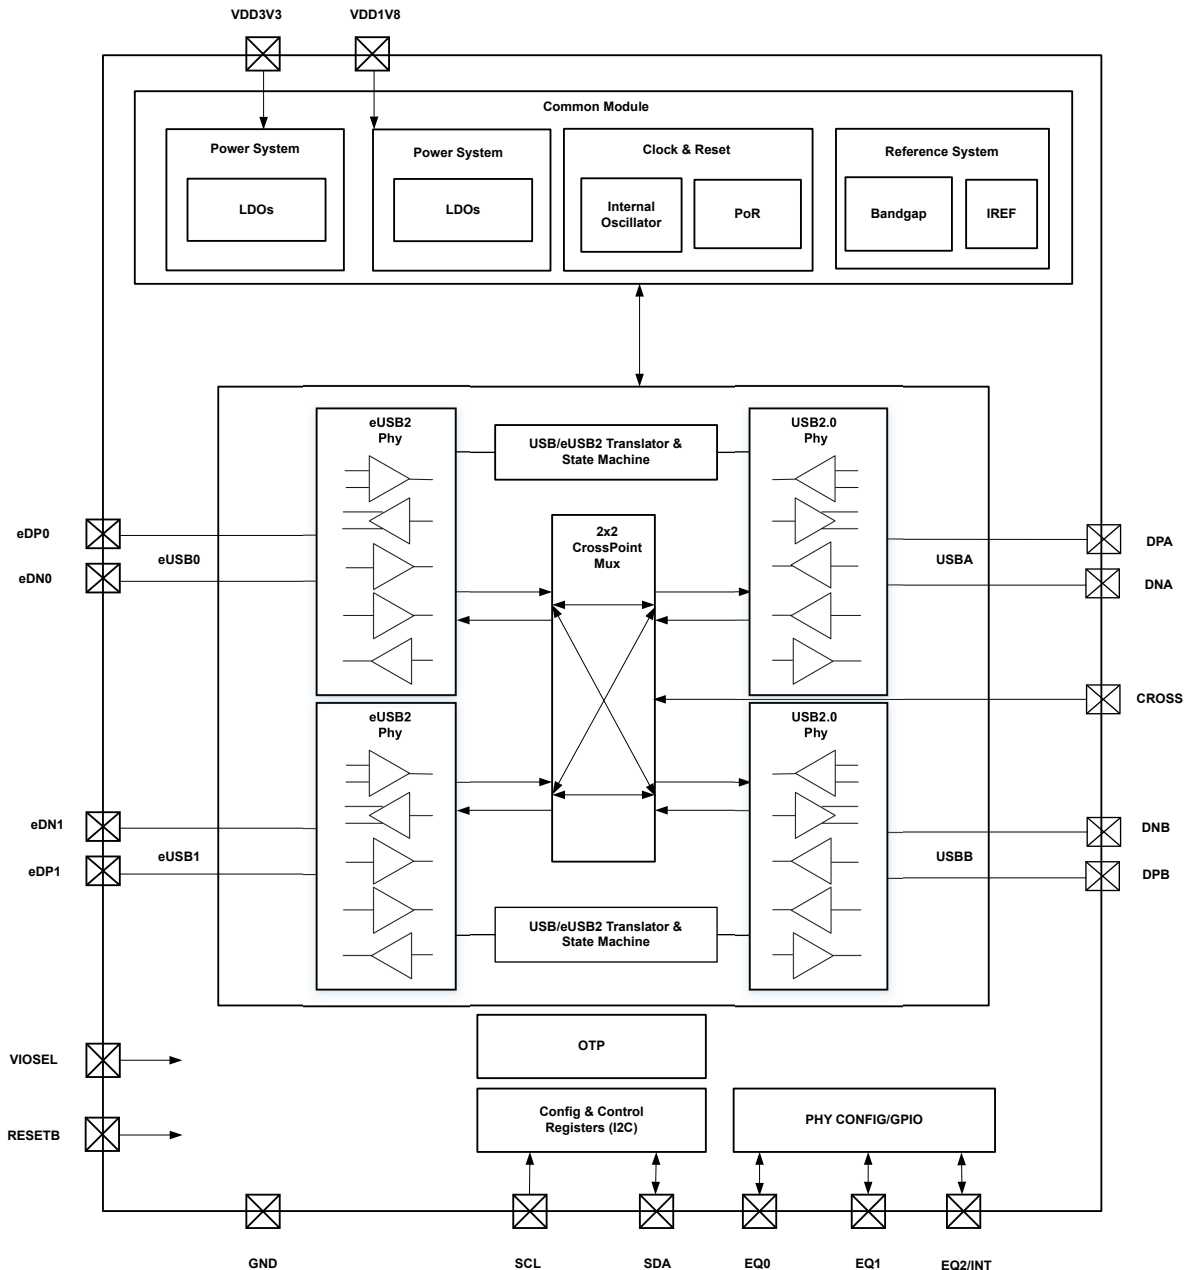 VDD3V3
VDD1V8
Common Module
Power System
LDOs
Power System
LDOs
Clock & Reset
Internal
Oscillator
PoR
Reference System
Bandgap
IREF
eUSB2
Phy
USB/eUSB2 Translator &
State Machine
USB2.0
Phy
2x2
CrossPoint
Mux
eDP0
eUSB0
eDN0
USBA
DPA
DNA
CROSS
eUSB2
Phy
USB2.0
Phy
eDN1
eUSB1
eDP1
USBB
DNB
DPB
USB/eUSB2 Translator &
State Machine
OTP
VIOSEL
RESETB
Config & Control
Registers (I2C)
PHY CONFIG/GPIO
GND
SCL
SDA
EQ0
EQ1
EQ2/INT